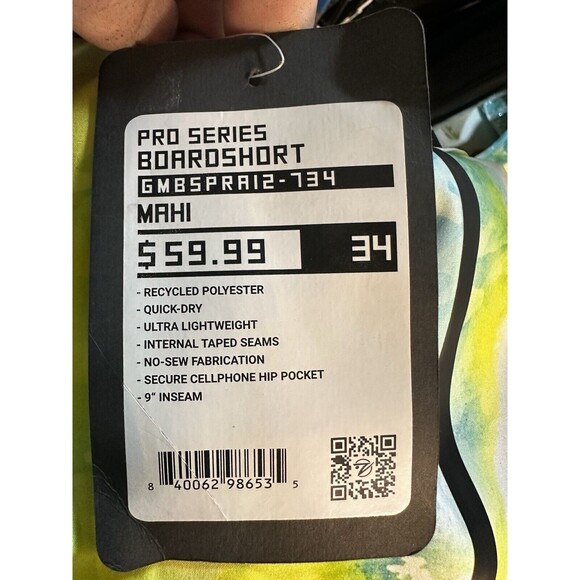 PRO SERIES
BOARDSHORT
GMBSPRA12-734
MAHI
$59.99 34
- RECYCLED POLYESTER
- QUICK-DRY
- ULTRA LIGHTWEIGHT
- INTERNAL TAPED SEAMS
- NO-SEW FABRICATION
- SECURE CELLPHONE HIP POCKET
- 9" INSEAM
8 40062 98653 5